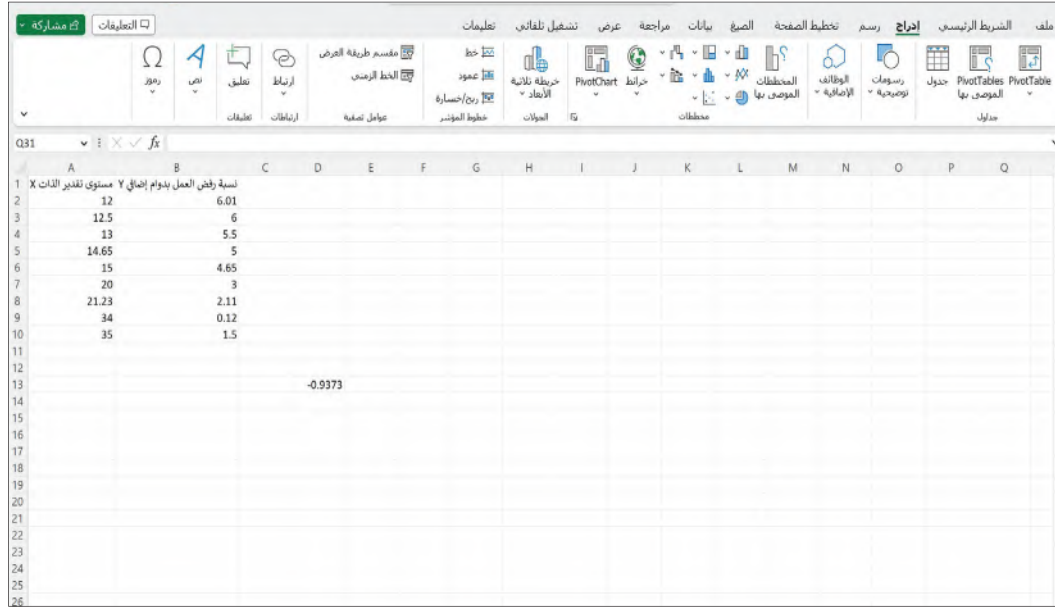 ملف الشريط الرئيسي إدراج رسم تخطيط الصفحة الصيغ بيانات مراجعة عرض تشغيل تلقائي تعليمات التعليقات مشاركة
PivotTable
PivotTables الموصى بها
جدول
جداول
رسومات توضيحية
الوظائف الإضافية
المخططات الموصى بها
خرائط
PivotChart
مخططات
خريطة ثلاثية الأبعاد
الجولات
خط
عمود
ربح/خسارة
خطوط المؤشر
مقسم طريقة العرض
الخط الزمني
عوامل تصفية
ارتباط
ارتباطات
تعليق
تعليقات
نص
رموز
Q31 fx
A B C D E F G H I J K L M N O P Q
1 مستوى تقدير الذات X نسبة رفض العمل بدوام إضافي Y
2 12 6.01
3 12.5 6
4 13 5.5
5 14.65 5
6 15 4.65
7 20 3
8 21.23 2.11
9 34 0.12
10 35 1.5
11
12
13 -0.9373
14
15
16
17
18
19
20
21
22
23
24
25
26